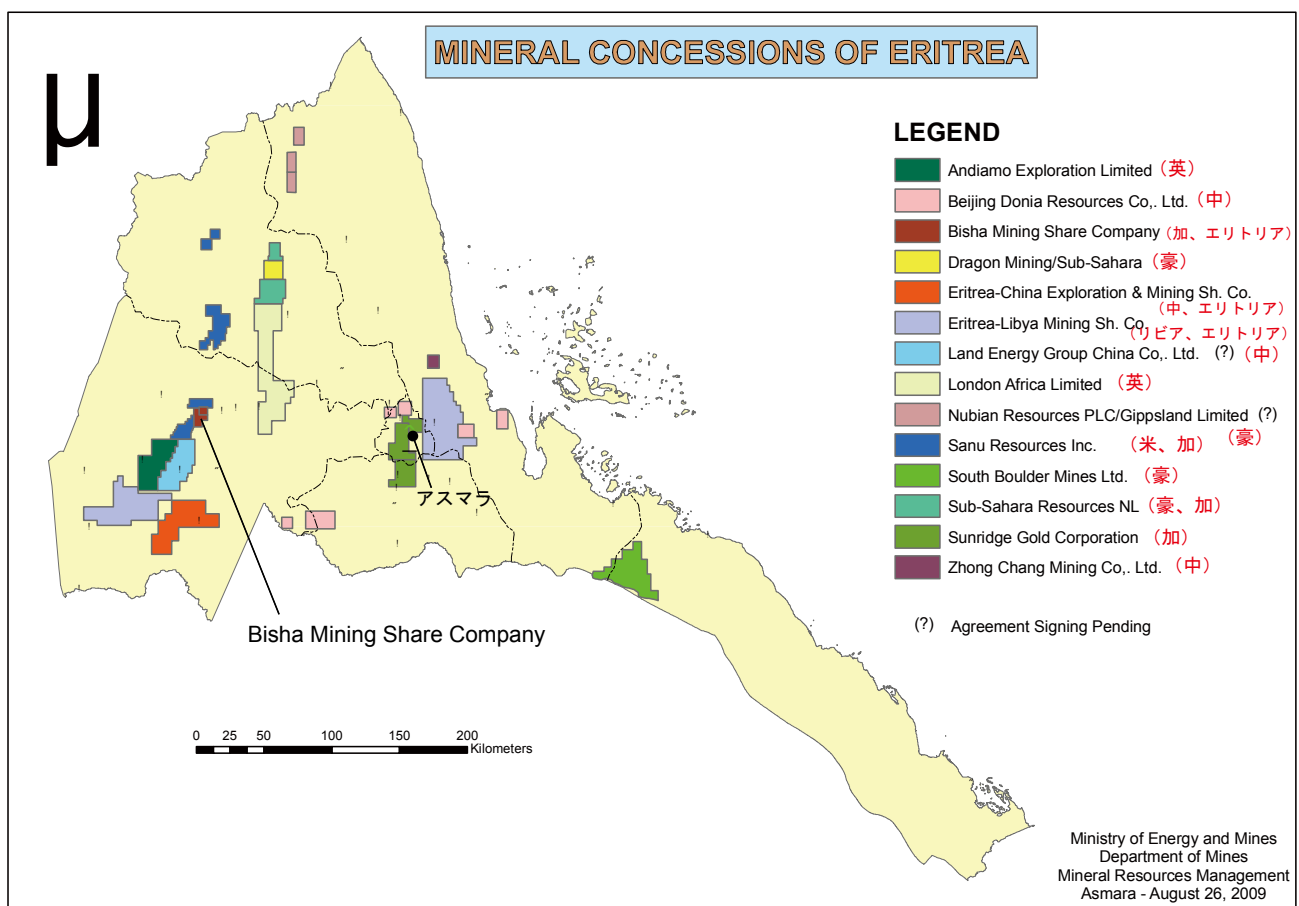 MINERAL CONCESSIONS OF ERITREA
μ
LEGEND
Andiamo Exploration Limited (英)
Beijing Donia Resources Co,. Ltd. (中)
Bisha Mining Share Company (加、エリトリア)
Dragon Mining/Sub-Sahara (豪)
Eritrea-China Exploration & Mining Sh. Co.
(中、エリトリア)
Eritrea-Libya Mining Sh. Co.
(リビア、エリトリア)
Land Energy Group China Co,. Ltd. (?) (中)
London Africa Limited (英)
Nubian Resources PLC/Gippsland Limited (?)
(豪)
Sanu Resources Inc. (米、加)
South Boulder Mines Ltd. (豪)
Sub-Sahara Resources NL (豪、加)
Sunridge Gold Corporation (加)
Zhong Chang Mining Co,. Ltd. (中)
(?) Agreement Signing Pending
アスマラ
Bisha Mining Share Company
0 25 50 100 150 200
Kilometers
Ministry of Energy and Mines
Department of Mines
Mineral Resources Management
Asmara - August 26, 2009